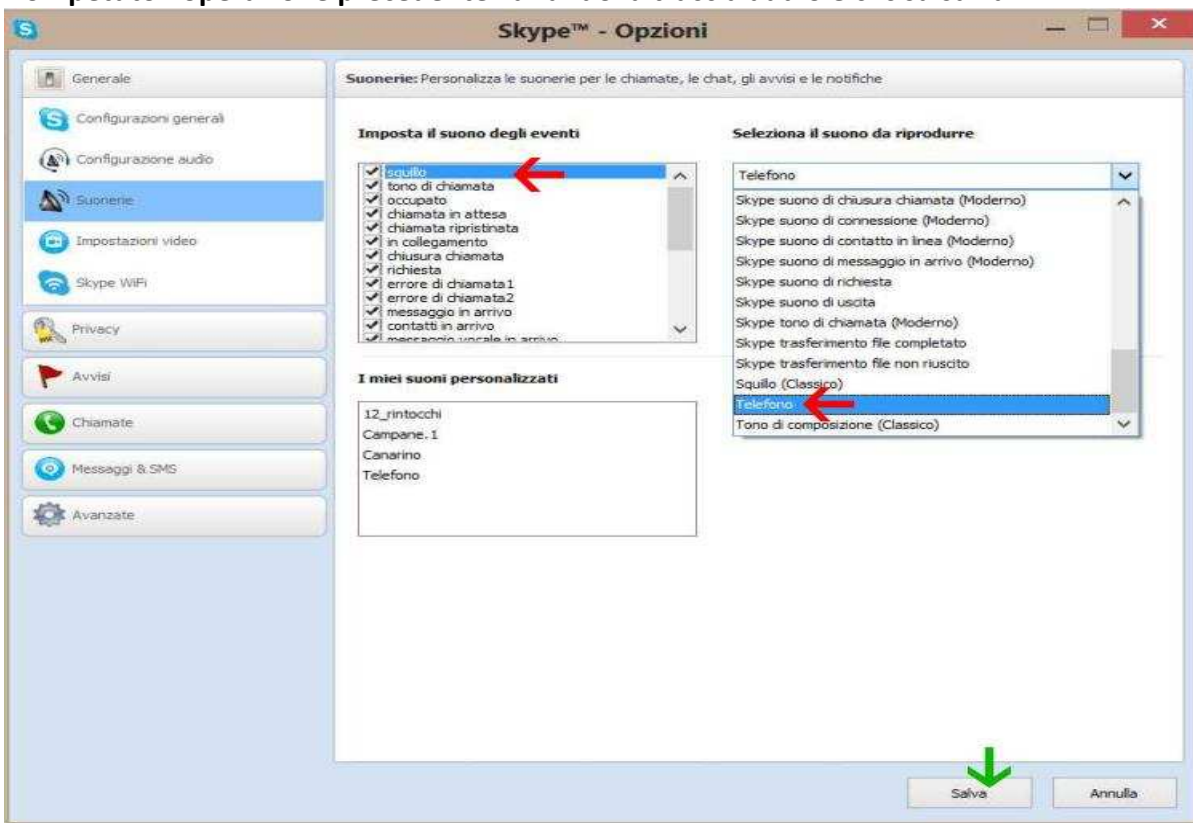 Skype™ - Opzioni
Generale
Configurazioni generali
Configurazione audio
Suonerie
Impostazioni video
Skype WiFi
Privacy
Avvisi
Chiamate
Messaggi & SMS
Avanzate
Suonerie: Personalizza le suonerie per le chiamate, le chat, gli avvisi e le notifiche
Imposta il suono degli eventi
squillo
tono di chiamata
occupato
chiamata in attesa
chiamata ripristinata
in collegamento
chiusura chiamata
richiesta
errore di chiamata1
errore di chiamata2
messaggio in arrivo
contatti in arrivo
messaggio vocale in arrivo
I miei suoni personalizzati
12_rintocchi
Campane.1
Canarino
Telefono
Seleziona il suono da riprodurre
Telefono
Skype suono di chiusura chiamata (Moderno)
Skype suono di connessione (Moderno)
Skype suono di contatto in linea (Moderno)
Skype suono di messaggio in arrivo (Moderno)
Skype suono di richiesta
Skype suono di uscita
Skype tono di chiamata (Moderno)
Skype trasferimento file completato
Skype trasferimento file non riuscito
Squillo (Classico)
Telefono
Tono di composizione (Classico)
Salva
Annulla